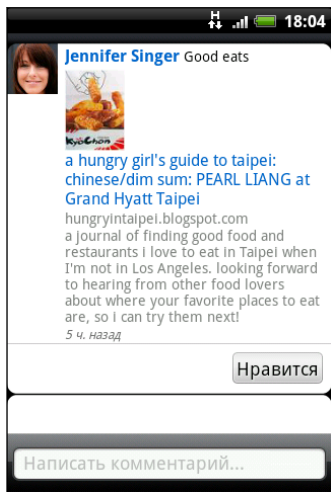 H 18:04
Jennifer Singer Good eats
KyoChon
a hungry girl's guide to taipei:
chinese/dim sum: PEARL LIANG at
Grand Hyatt Taipei
hungryintaipei.blogspot.com
a journal of finding good food and
restaurants i love to eat in Taipei when
I'm not in Los Angeles. looking forward
to hearing from other food lovers
about where your favorite places to eat
are, so i can try them next!
5 ч. назад
Нравится
Написать комментарий...